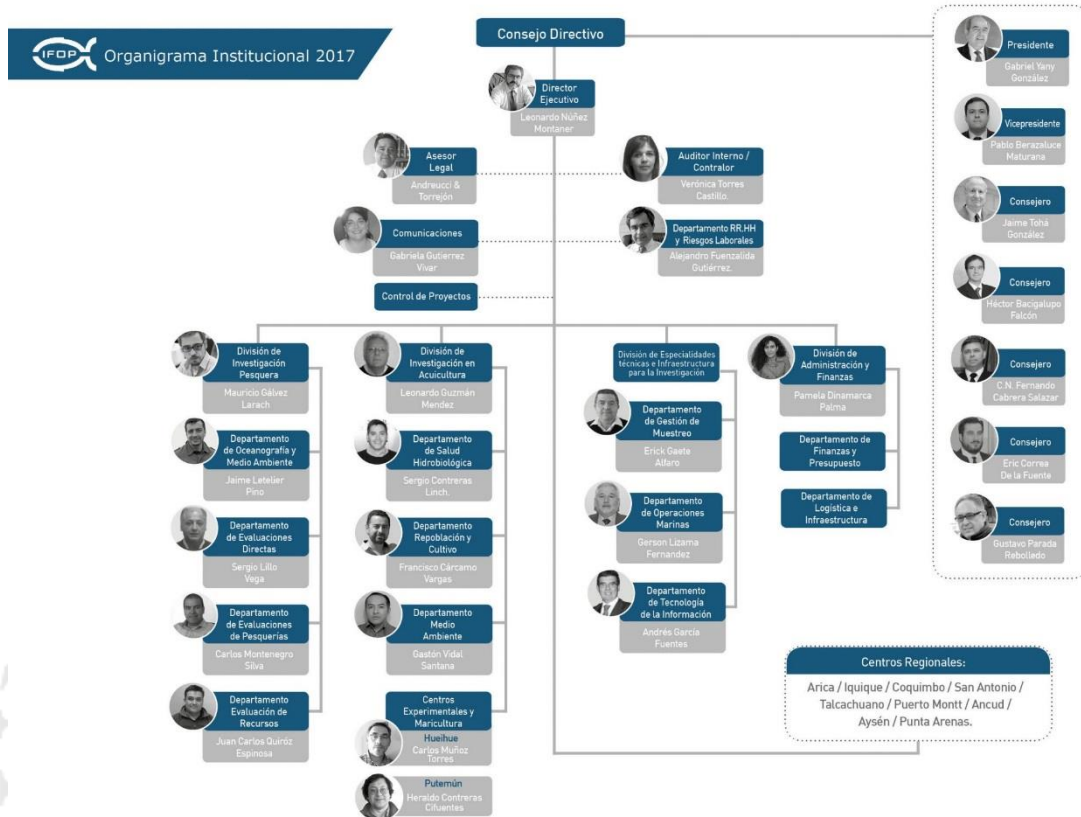 IFOP
Organigrama Institucional 2017
Consejo Directivo
Director
Ejecutivo
Leonardo Núñez
Montaner
Asesor
Legal
Andreucci &
Torrejón
Auditor Interno /
Contralor
Verónica Torres
Castillo.
Comunicaciones
Gabriela Gutierrez
Vivar
Departamento RR.HH
y Riesgos Laborales
Alejandro Fuenzalida
Gutiérrez.
Control de Proyectos
División de
Investigación
Pesquera
Mauricio Gálvez
Larach
Departamento
de Oceanografía y
Medio Ambiente
Jaime Letelier
Pino
Departamento
de Evaluaciones
Directas
Sergio Lillo
Vega
Departamento
de Evaluaciones
de Pesquerías
Carlos Montenegro
Silva
Departamento
Evaluación de
Recursos
Juan Carlos Quiróz
Espinosa
División de
Investigación en
Acuicultura
Leonardo Guzmán
Mendez
Departamento
de Salud
Hidrobiológica
Sergio Contreras
Linch.
Departamento
Repoblación y
Cultivo
Francisco Cárcamo
Vargas
Departamento
Medio
Ambiente
Gastón Vidal
Santana
Centros
Experimentales y
Maricultura
Hueihue
Carlos Muñoz
Torres
Putemún
Heraldo Contreras
Cifuentes
División de Especialidades
técnicas e Infraestructura
para la Investigación
Departamento
de Gestión de
Muestreo
Erick Gaete
Alfaro
Departamento
de Operaciones
Marinas
Gerson Lizama
Fernandez
Departamento
de Tecnología
de la Información
Andrés García
Fuentes
División de
Administración y
Finanzas
Pamela Dinamarca
Palma
Departamento de
Finanzas y
Presupuesto
Departamento de
Logística e
Infraestructura
Presidente
Gabriel Yany
González
Vicepresidente
Pablo Berazaluce
Maturana
Consejero
Jaime Tohá
González
Consejero
Héctor Bacigalupo
Falcón
Consejero
C.N. Fernando
Cabrera Salazar
Consejero
Eric Correa
De la Fuente
Consejero
Gustavo Parada
Rebolledo
Centros Regionales:
Arica / Iquique / Coquimbo / San Antonio /
Talcachuano / Puerto Montt / Ancud /
Aysén / Punta Arenas.